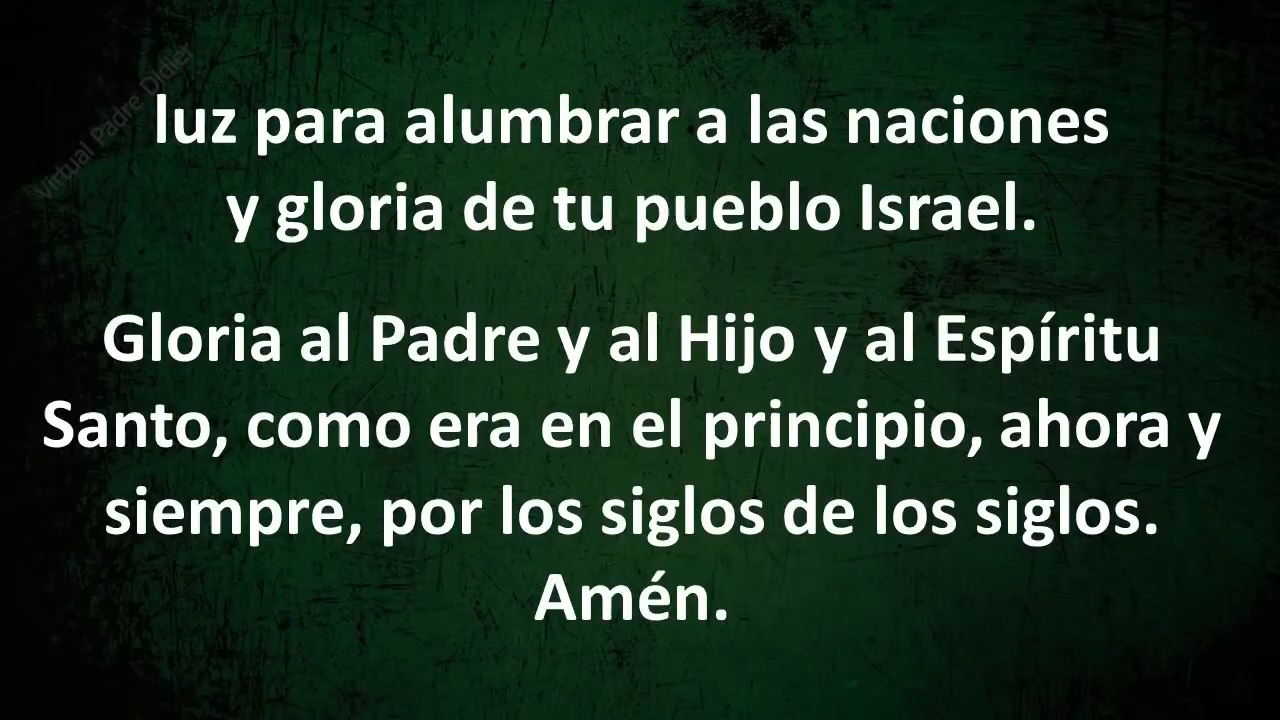 Virtual Padre Didier
luz para alumbrar a las naciones
y gloria de tu pueblo Israel.
Gloria al Padre y al Hijo y al Espíritu
Santo, como era en el principio, ahora y
siempre, por los siglos de los siglos.
Amén.